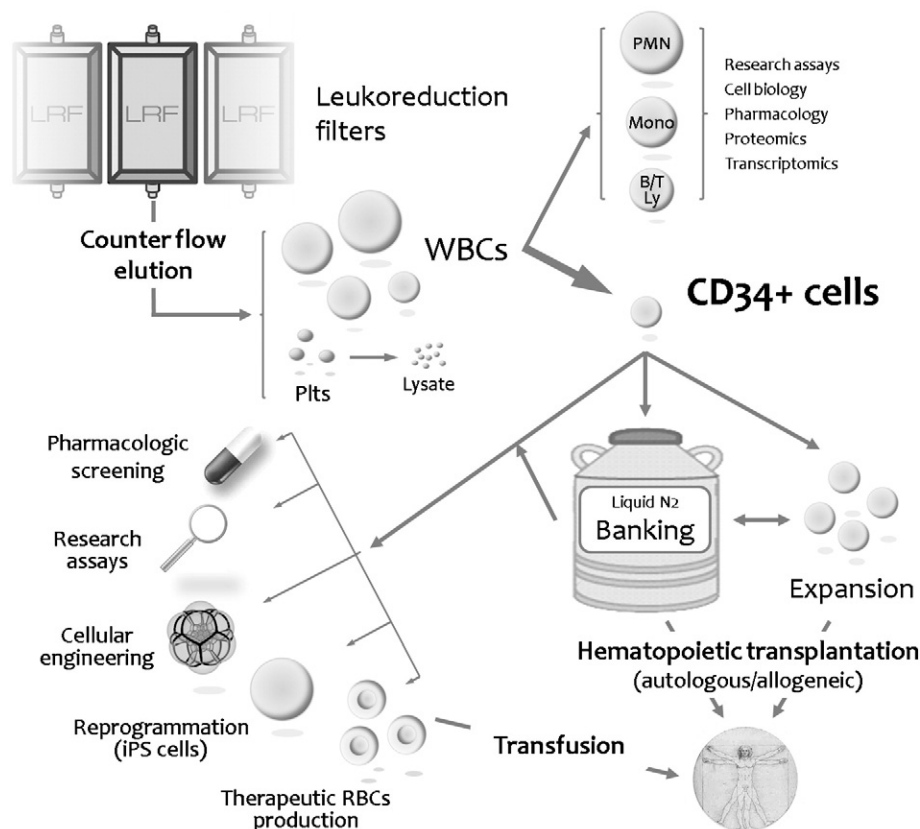 LRF
LRF
LRF
Leukoreduction
filters
Counter flow
elution
WBCs
Plts
Lysate
PMN
Mono
B/T
Ly
Research assays
Cell biology
Pharmacology
Proteomics
Transcriptomics
CD34+ cells
Liquid N2
Banking
Expansion
Hematopoietic transplantation
(autologous/allogeneic)
Pharmacologic
screening
Research
assays
Cellular
engineering
Reprogrammation
(iPS cells)
Therapeutic RBCs
production
Transfusion